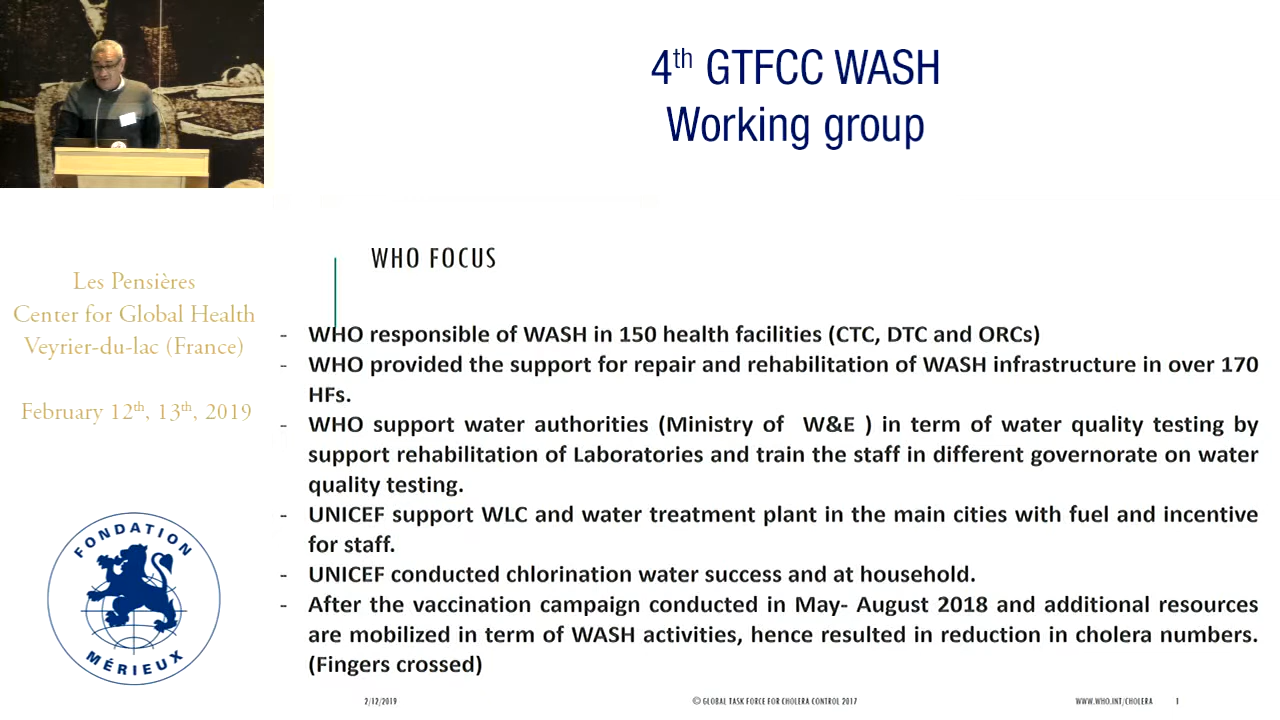 4th GTFCC WASH
Working group
Les Pensières
Center for Global Health
Veyrier-du-lac (France)
February 12th, 13th, 2019
FONDATION
MÉRIEUX
WHO FOCUS
- WHO responsible of WASH in 150 health facilities (CTC, DTC and ORCs)
- WHO provided the support for repair and rehabilitation of WASH infrastructure in over 170
HFs.
- WHO support water authorities (Ministry of W&E ) in term of water quality testing by
support rehabilitation of Laboratories and train the staff in different governorate on water
quality testing.
- UNICEF support WLC and water treatment plant in the main cities with fuel and incentive
for staff.
- UNICEF conducted chlorination water success and at household.
- After the vaccination campaign conducted in May- August 2018 and additional resources
are mobilized in term of WASH activities, hence resulted in reduction in cholera numbers.
(Fingers crossed)
2/12/2019 © GLOBAL TASK FORCE FOR CHOLERA CONTROL 2017 WWW.WHO.INT/CHOLERA 1